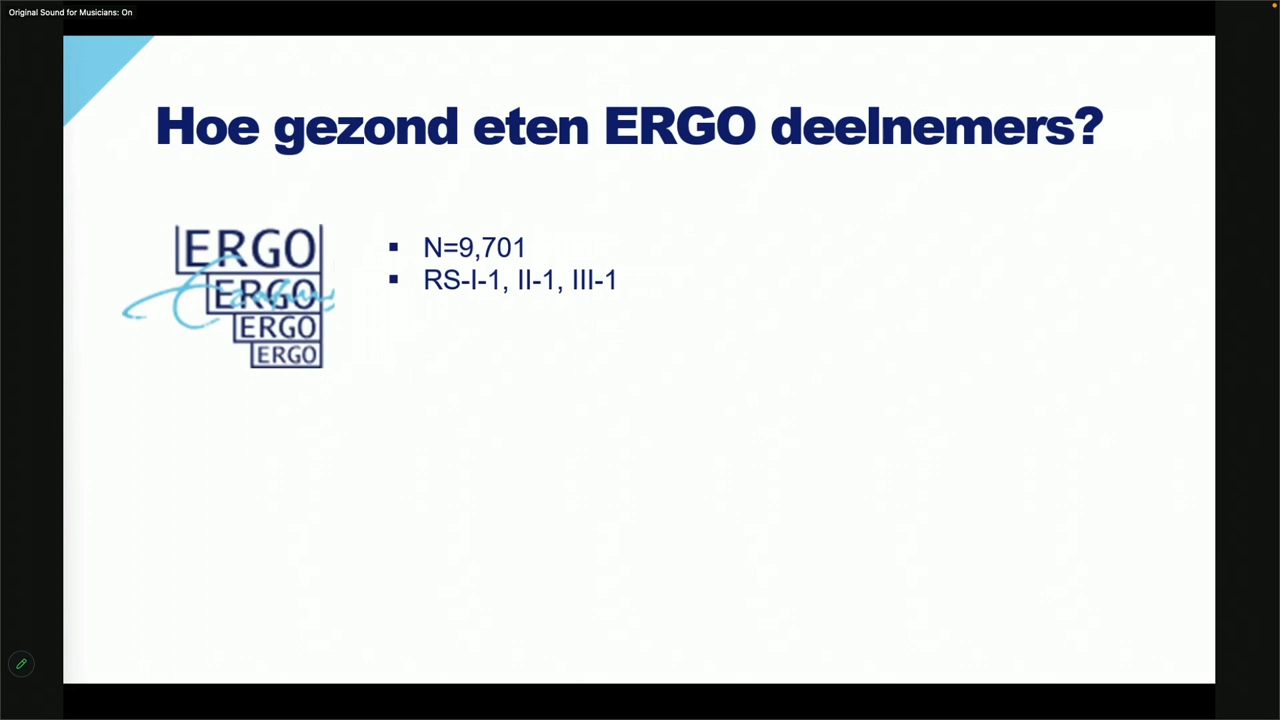 Original Sound for Musicians: On
Hoe gezond eten ERGO deelnemers?
ERGO
ERGO
ERGO
ERGO
▪ N=9,701
▪ RS-I-1, II-1, III-1